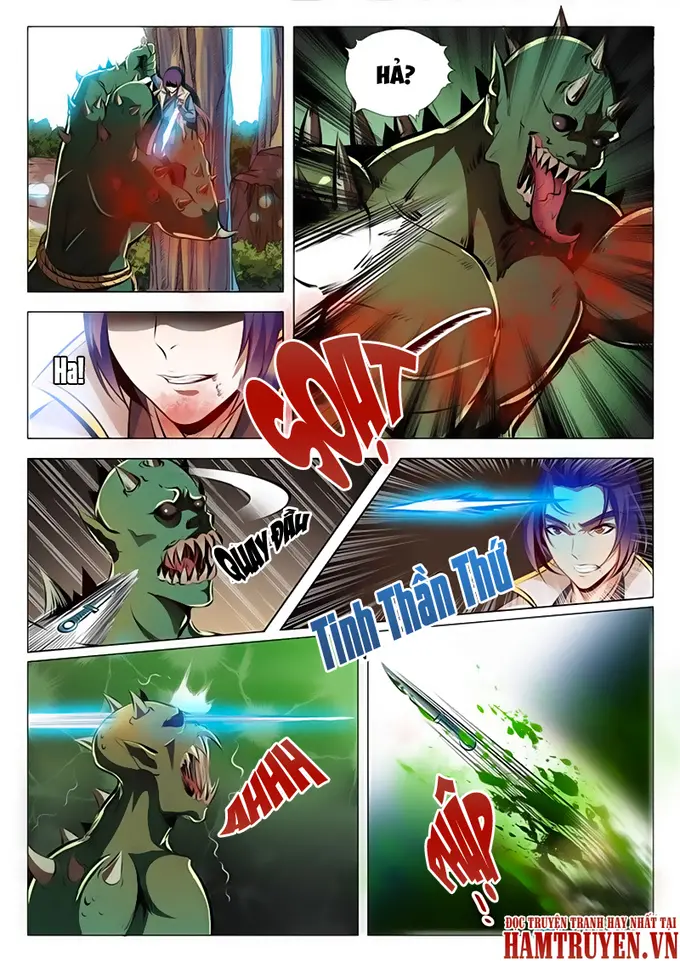 HẢ?
Ha!
SOẠT
QUAY ĐẦU
Tinh Thần Thứ
AHHH
PHẬP!
ĐỌC TRUYỆN TRANH HAY NHẤT TẠI
HAMTRUYEN.VN